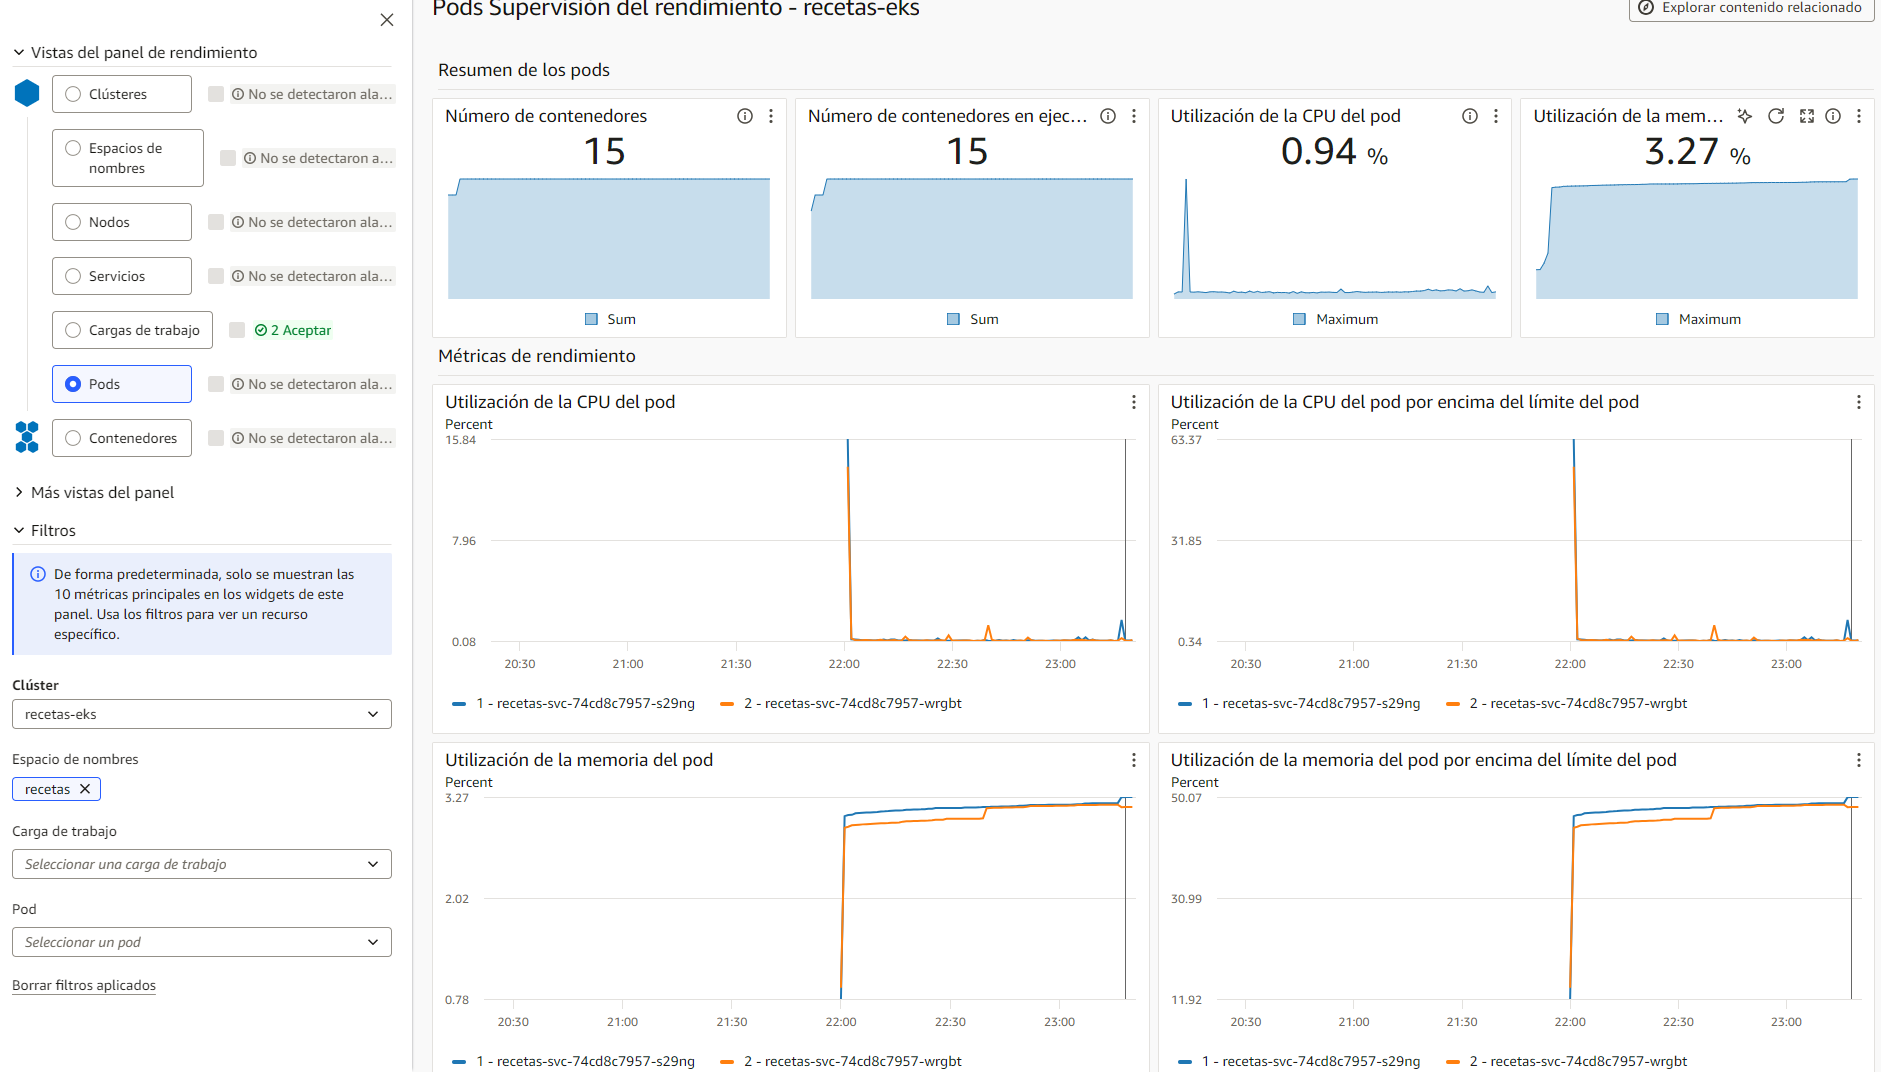 Vistas del panel de rendimiento
Clústeres
No se detectaron ala...
Espacios de
nombres
No se detectaron a...
Nodos
No se detectaron ala...
Servicios
No se detectaron ala...
Cargas de trabajo
2 Aceptar
Pods
No se detectaron ala...
Contenedores
No se detectaron ala...
Más vistas del panel
Filtros
De forma predeterminada, solo se muestran las
10 métricas principales en los widgets de este
panel. Usa los filtros para ver un recurso
específico.
Clúster
recetas-eks
Espacio de nombres
recetas
Carga de trabajo
Seleccionar una carga de trabajo
Pod
Seleccionar un pod
Borrar filtros aplicados
Pods Supervisión del rendimiento - recetas-eks
Explorar contenido relacionado
Resumen de los pods
Número de contenedores
15
Sum
Número de contenedores en ejec...
15
Sum
Utilización de la CPU del pod
0.94 %
Maximum
Utilización de la mem...
3.27 %
Maximum
Métricas de rendimiento
Utilización de la CPU del pod
Percent
15.84
7.96
0.08
20:30 21:00 21:30 22:00 22:30 23:00
1 - recetas-svc-74cd8c7957-s29ng 2 - recetas-svc-74cd8c7957-wrgbt
Utilización de la CPU del pod por encima del límite del pod
Percent
63.37
31.85
0.34
20:30 21:00 21:30 22:00 22:30 23:00
1 - recetas-svc-74cd8c7957-s29ng 2 - recetas-svc-74cd8c7957-wrgbt
Utilización de la memoria del pod
Percent
3.27
2.02
0.78
20:30 21:00 21:30 22:00 22:30 23:00
1 - recetas-svc-74cd8c7957-s29ng 2 - recetas-svc-74cd8c7957-wrgbt
Utilización de la memoria del pod por encima del límite del pod
Percent
50.07
30.99
11.92
20:30 21:00 21:30 22:00 22:30 23:00
1 - recetas-svc-74cd8c7957-s29ng 2 - recetas-svc-74cd8c7957-wrgbt